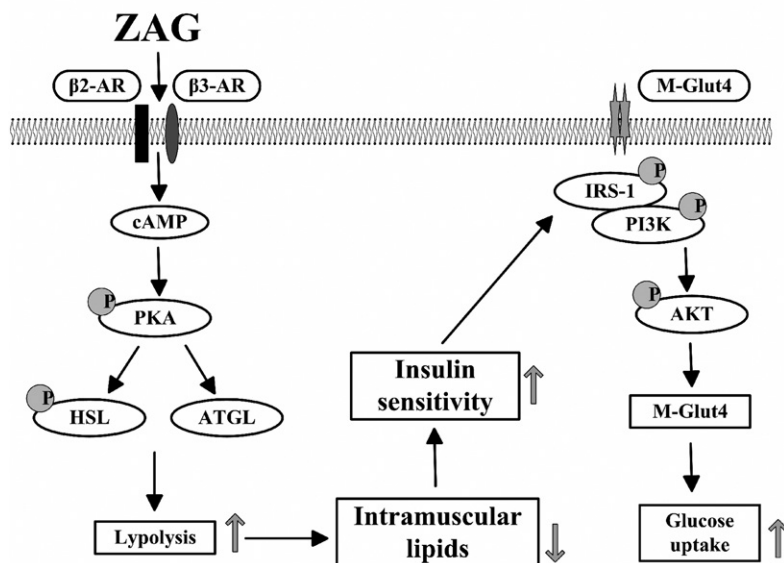 ZAG
β2-AR
β3-AR
M-Glut4
cAMP
P
PKA
P
HSL
ATGL
Lypolysis
Intramuscular
lipids
Insulin
sensitivity
P
IRS-1
P
PI3K
P
AKT
M-Glut4
Glucose
uptake